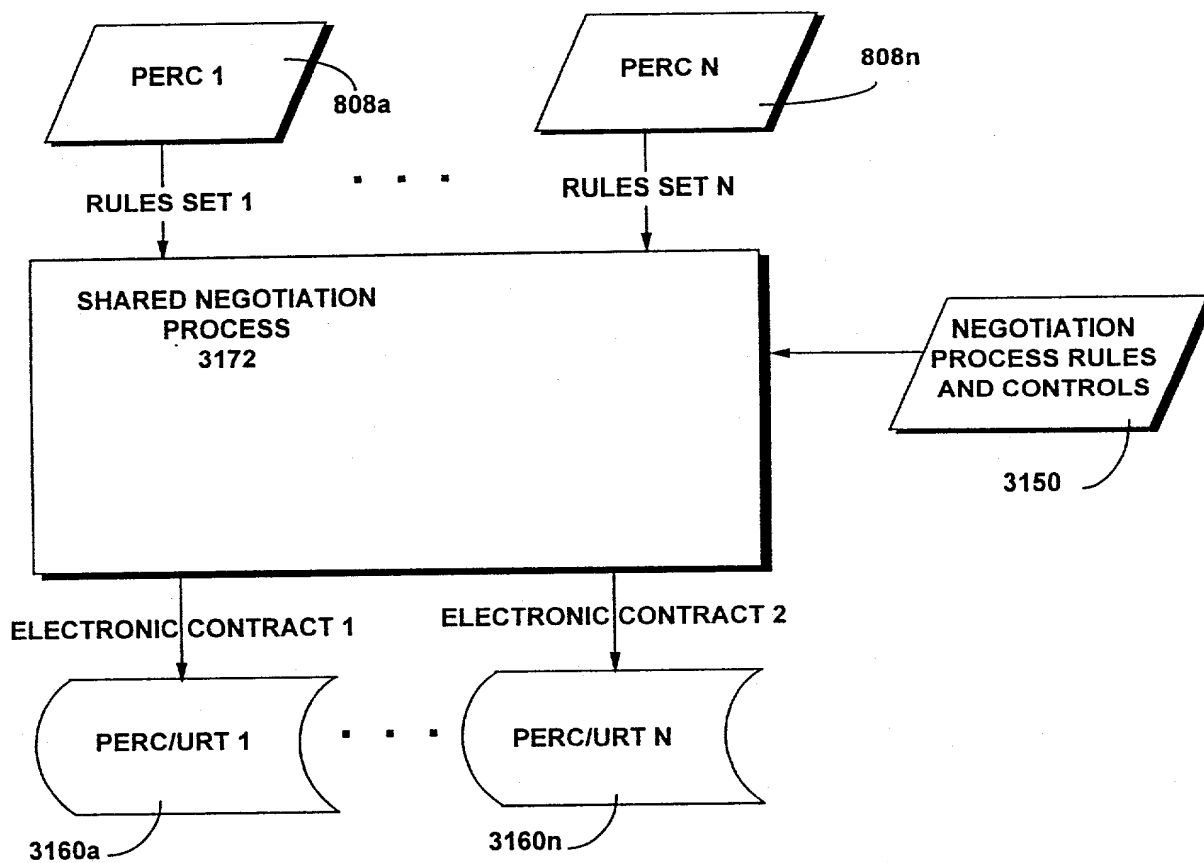 PERC 1
808a
PERC N
808n
RULES SET 1
RULES SET N
SHARED NEGOTIATION
PROCESS
3172
NEGOTIATION
PROCESS RULES
AND CONTROLS
3150
ELECTRONIC CONTRACT 1
ELECTRONIC CONTRACT 2
PERC/URT 1
PERC/URT N
3160a
3160n